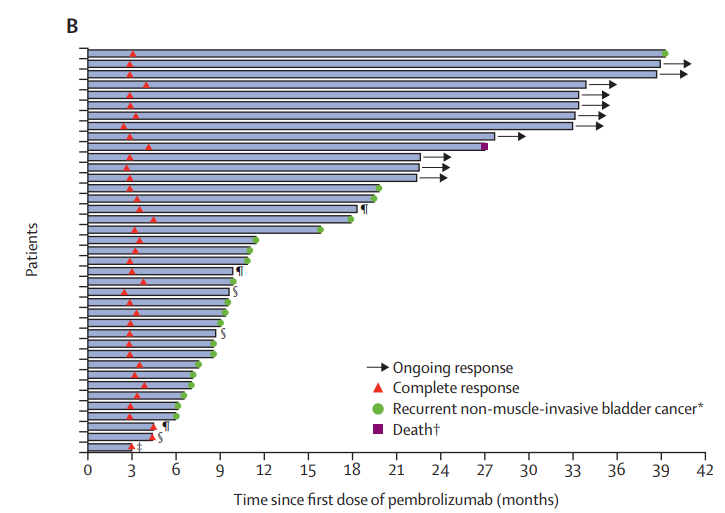 B
¶
¶
§
§
¶
§
‡
Ongoing response
Complete response
Recurrent non-muscle-invasive bladder cancer*
Death†
Patients
0 3 6 9 12 15 18 21 24 27 30 33 36 39 42
Time since first dose of pembrolizumab (months)